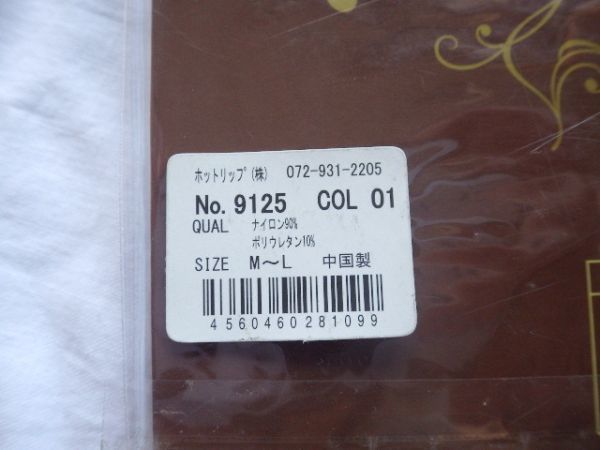 ホットリップ(株) 072-931-2205
No. 9125 COL 01
QUAL ナイロン90%
ポリウレタン10%
SIZE M～L 中国製
4560460281099